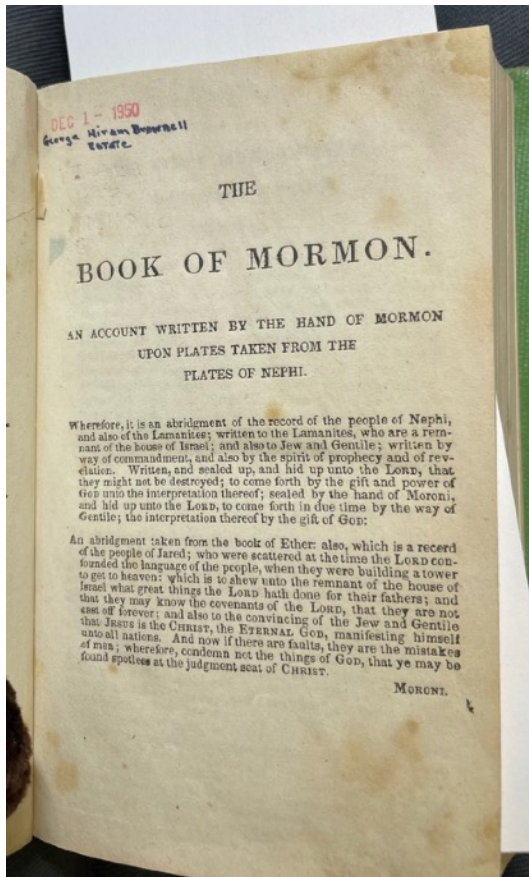 DEC 1 - 1950
George Hiram Brownell
Estate
THE
BOOK OF MORMON.
AN ACCOUNT WRITTEN BY THE HAND OF MORMON
UPON PLATES TAKEN FROM THE
PLATES OF NEPHI.
Wherefore, it is an abridgment of the record of the people of Nephi,
and also of the Lamanites; written to the Lamanites, who are a rem-
nant of the house of Israel; and also to Jew and Gentile; written by
way of commandment, and also by the spirit of prophecy and of rev-
elation. Written, and sealed up, and hid up unto the LORD, that
they might not be destroyed; to come forth by the gift and power of
GOD unto the interpretation thereof; sealed by the hand of Moroni,
and hid up unto the LORD, to come forth in due time by the way of
Gentile; the interpretation thereof by the gift of GOD:
An abridgment taken from the book of Ether: also, which is a record
of the people of Jared; who were scattered at the time the LORD con-
founded the language of the people, when they were building a tower
to get to heaven: which is to shew unto the remnant of the house of
Israel what great things the LORD hath done for their fathers; and
that they may know the covenants of the LORD, that they are not
cast off forever; and also to the convincing of the Jew and Gentile
that JESUS is the CHRIST, the ETERNAL GOD, manifesting himself
unto all nations. And now if there are faults, they are the mistakes
of men; wherefore, condemn not the things of GOD, that ye may be
found spotless at the judgment seat of CHRIST.
MORONI.